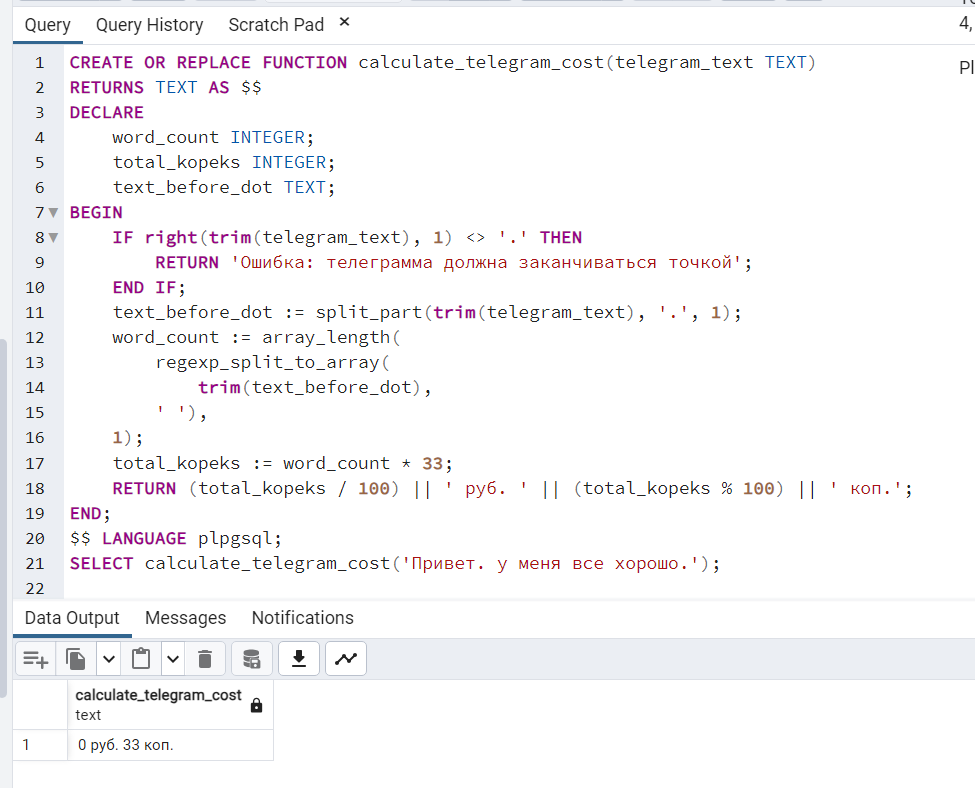 Query Query History Scratch Pad ×
4,
Pl
1 CREATE OR REPLACE FUNCTION calculate_telegram_cost(telegram_text TEXT)
2 RETURNS TEXT AS $$
3 DECLARE
4 word_count INTEGER;
5 total_kopeks INTEGER;
6 text_before_dot TEXT;
7 BEGIN
8 IF right(trim(telegram_text), 1) <> '.' THEN
9 RETURN 'Ошибка: телеграмма должна заканчиваться точкой';
10 END IF;
11 text_before_dot := split_part(trim(telegram_text), '.', 1);
12 word_count := array_length(
13 regexp_split_to_array(
14 trim(text_before_dot),
15 ' '),
16 1);
17 total_kopeks := word_count * 33;
18 RETURN (total_kopeks / 100) || ' руб. ' || (total_kopeks % 100) || ' коп.';
19 END;
20 $$ LANGUAGE plpgsql;
21 SELECT calculate_telegram_cost('Привет. у меня все хорошо.');
22
Data Output Messages Notifications
calculate_telegram_cost
text
1 0 руб. 33 коп.